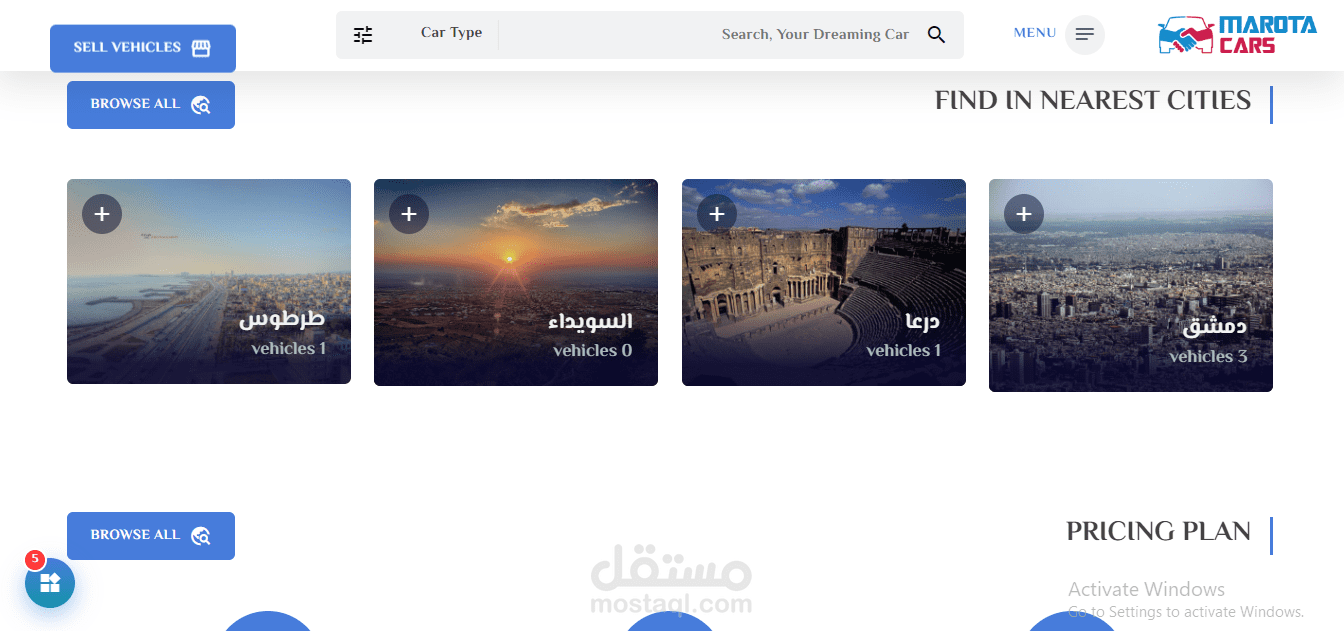 SELL VEHICLES
Car Type
Search, Your Dreaming Car
MENU
MAROTA
CARS
BROWSE ALL
FIND IN NEAREST CITIES
طرطوس
vehicles 1
السويداء
vehicles 0
درعا
vehicles 1
دمشق
vehicles 3
BROWSE ALL
PRICING PLAN
5
مستقل
mostaql.com
Activate Windows
Go to Settings to activate Windows.